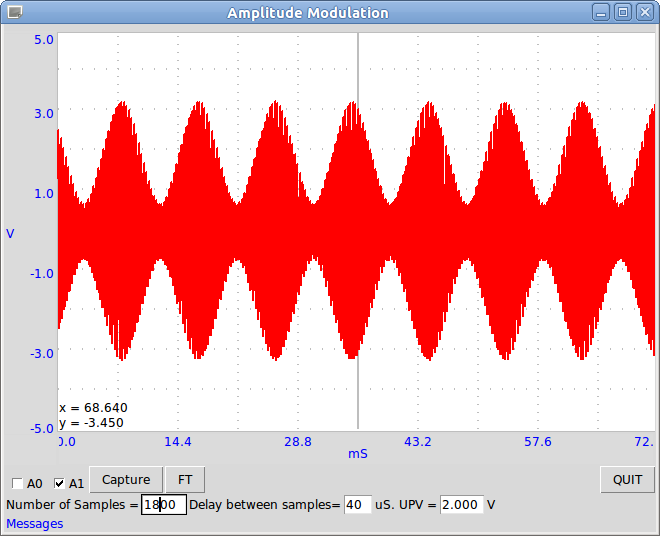 Amplitude Modulation
5.0
3.0
1.0
V
-1.0
-3.0
x = 68.640
y = -3.450
-5.0
0.0 14.4 28.8 43.2 57.6 72.
mS
A0 A1 Capture FT QUIT
Number of Samples = 1800 Delay between samples= 40 uS. UPV = 2.000 V
Messages